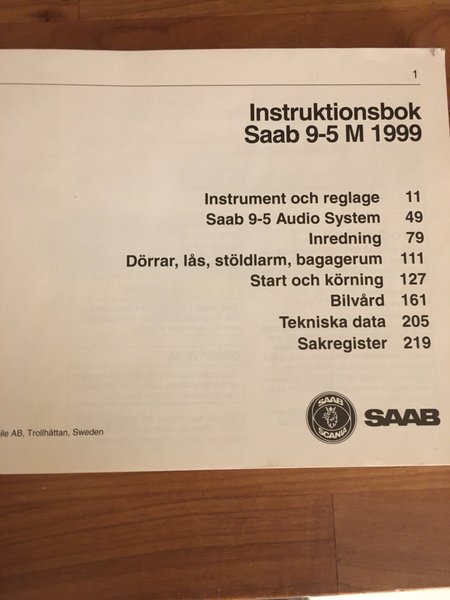 1
Instruktionsbok
Saab 9-5 M 1999
Instrument och reglage 11
Saab 9-5 Audio System 49
Inredning 79
Dörrar, lås, stöldlarm, bagagerum 111
Start och körning 127
Bilvård 161
Tekniska data 205
Sakregister 219
SAAB
SCANIA
SAAB
ile AB, Trollhättan, Sweden